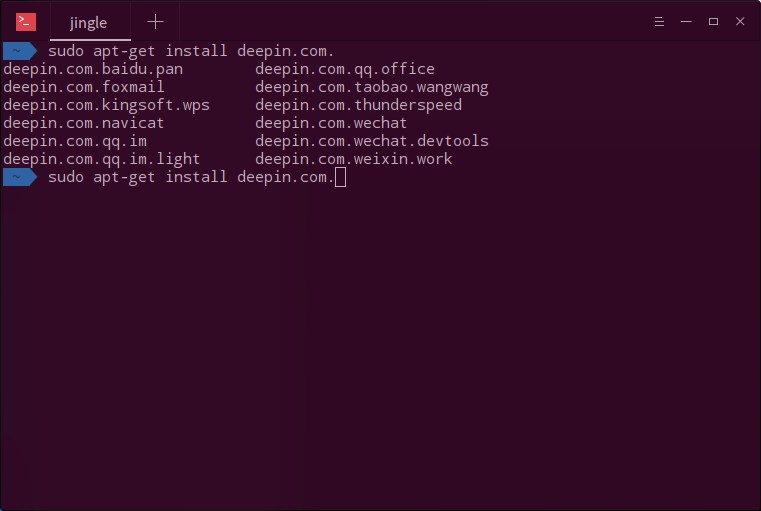 jingle
~ sudo apt-get install deepin.com.
deepin.com.baidu.pan deepin.com.qq.office
deepin.com.foxmail deepin.com.taobao.wangwang
deepin.com.kingsoft.wps deepin.com.thunderspeed
deepin.com.navicat deepin.com.wechat
deepin.com.qq.im deepin.com.wechat.devtools
deepin.com.qq.im.light deepin.com.weixin.work
~ sudo apt-get install deepin.com.